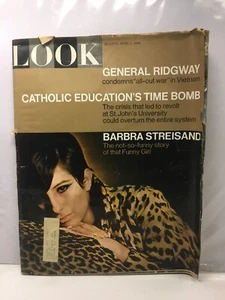 LOOK
GENERAL RIDGWAY
condemns "all-out war" in Vietnam
CATHOLIC EDUCATION'S TIME BOMB
The crisis that led to revolt
at St. John's University
could overturn the entire system
BARBRA STREISAND
The not-so-funny story
of that Funny Girl